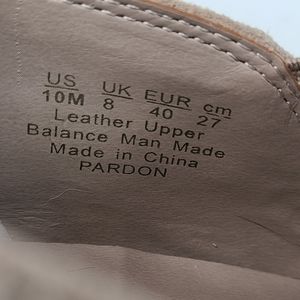 US UK EUR cm
10M 8 40 27
Leather Upper
Balance Man Made
Made in China
PARDON